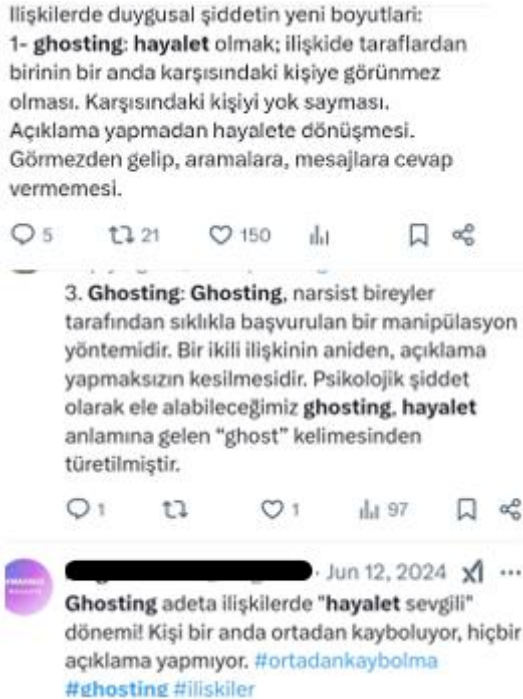 İlişkilerde duygusal şiddetin yeni boyutlari:
1- ghosting: hayalet olmak; ilişkide taraflardan
birinin bir anda karşısındaki kişiye görünmez
olması. Karşısındaki kişiyi yok sayması.
Açıklama yapmadan hayalete dönüşmesi.
Görmezden gelip, aramalara, mesajlara cevap
vermemesi.
5 21 150
3. Ghosting: Ghosting, narsist bireyler
tarafından sıklıkla başvurulan bir manipülasyon
yöntemidir. Bir ikili ilişkinin aniden, açıklama
yapmaksızın kesilmesidir. Psikolojik şiddet
olarak ele alabileceğimiz ghosting, hayalet
anlamına gelen “ghost” kelimesinden
türetilmiştir.
1 1 97
· Jun 12, 2024 ···
Ghosting adeta ilişkilerde "hayalet sevgili"
dönemi! Kişi bir anda ortadan kayboluyor, hiçbir
açıklama yapmıyor. #ortadankaybolma
#ghosting #iliskiler